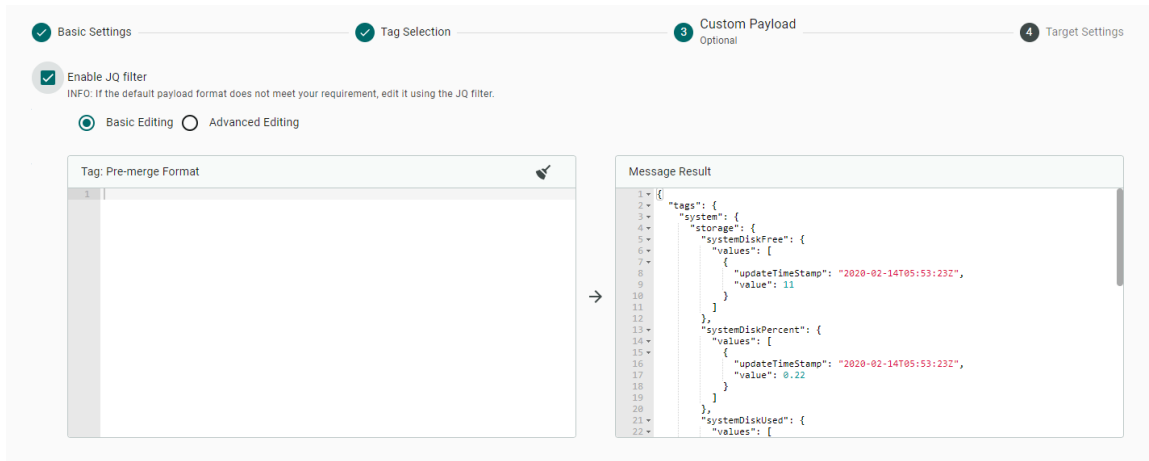 Basic Settings
Tag Selection
3
Custom Payload
Optional
4
Target Settings
Enable JQ filter
INFO: If the default payload format does not meet your requirement, edit it using the JQ filter.
Basic Editing
Advanced Editing
Tag: Pre-merge Format
1
Message Result
1 {
2 "tags": {
3 "system": {
4 "storage": {
5 "systemDiskFree": {
6 "values": [
7 {
8 "updateTimeStamp": "2020-02-14T05:53:23Z",
9 "value": 11
10 }
11 ]
12 },
13 "systemDiskPercent": {
14 "values": [
15 {
16 "updateTimeStamp": "2020-02-14T05:53:23Z",
17 "value": 0.22
18 }
19 ]
20 },
21 "systemDiskUsed": {
22 "values": [